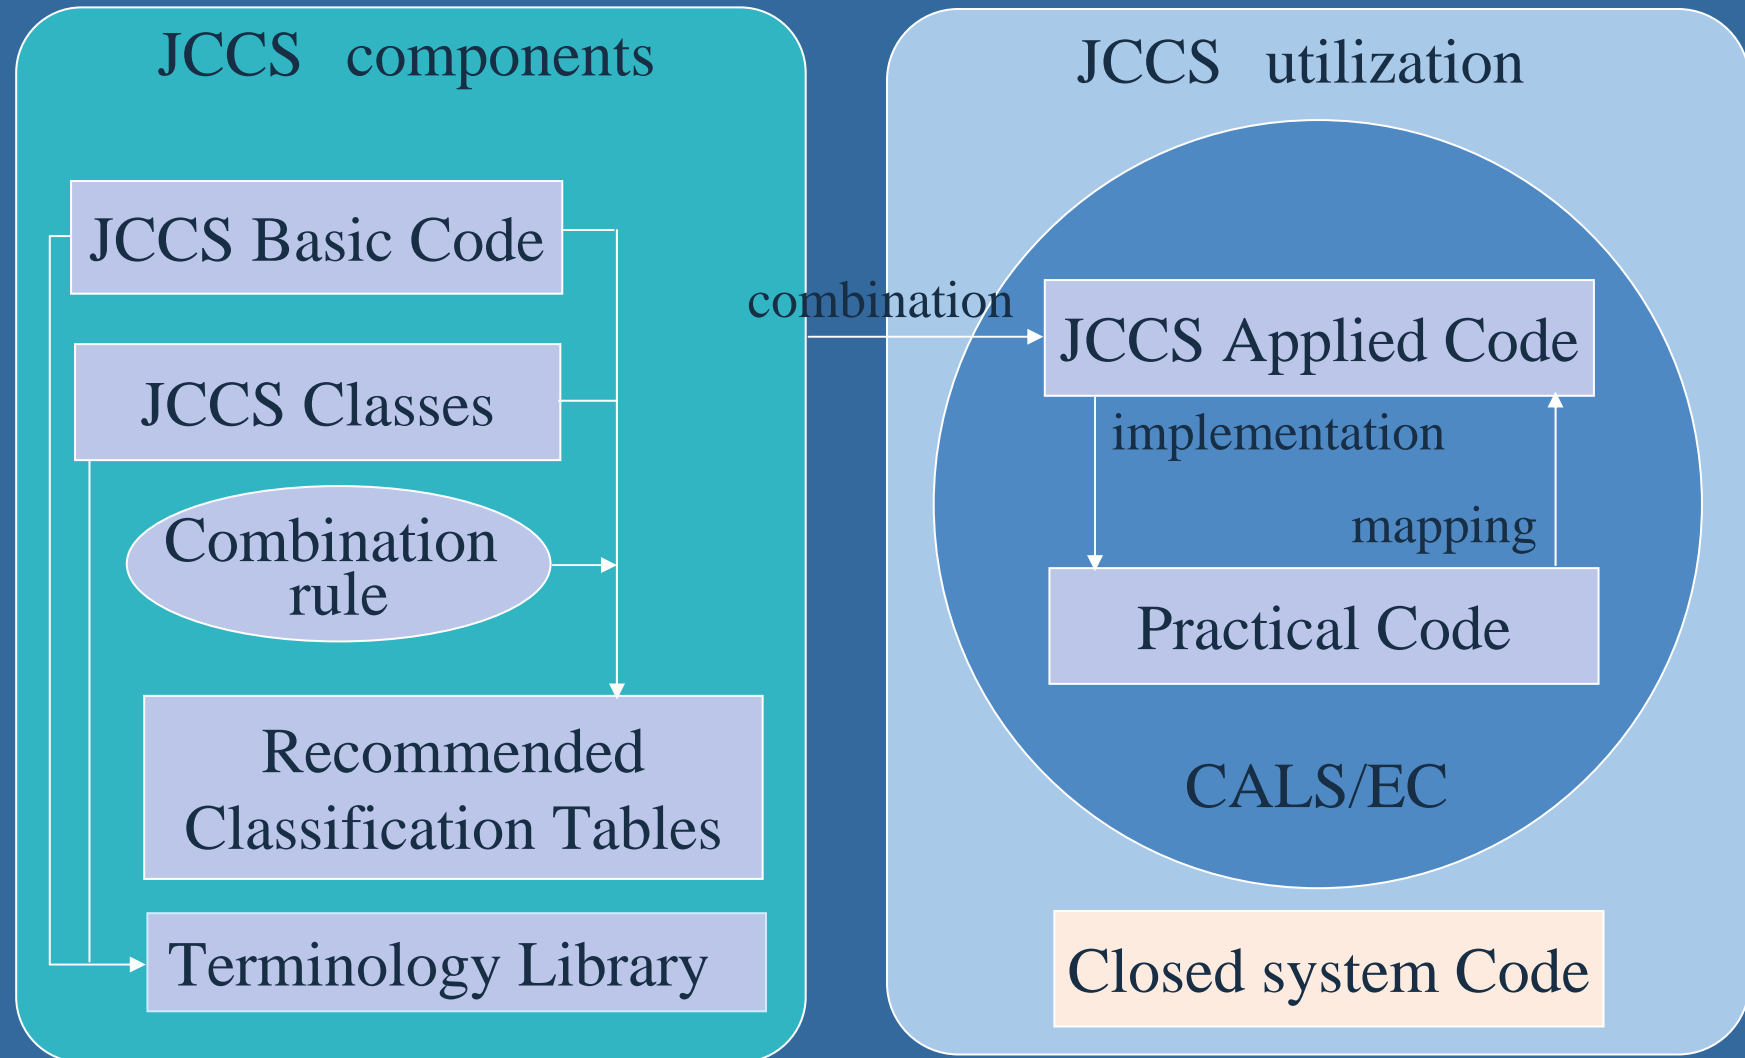 JCCS components
JCCS Basic Code
JCCS Classes
Combination
rule
Recommended
Classification Tables
Terminology Library
combination
JCCS utilization
JCCS Applied Code
implementation
mapping
Practical Code
CALS/EC
Closed system Code